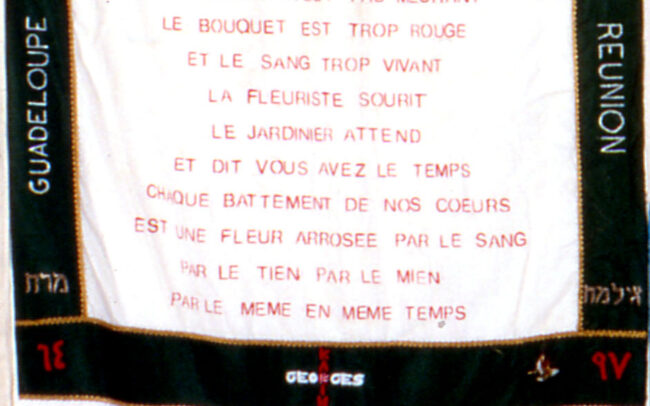 LE BOUQUET EST TROP ROUGE
ET LE SANG TROP VIVANT
LA FLEURISTE SOURIT
LE JARDINIER ATTEND
ET DIT VOUS AVEZ LE TEMPS
CHAQUE BATTEMENT DE NOS COEURS
EST UNE FLEUR ARROSEE PAR LE SANG
PAR LE TIEN PAR LE MIEN
PAR LE MEME EN MEME TEMPS
GUADELOUPE
REUNION
٦٤
GEORGES
٩٧